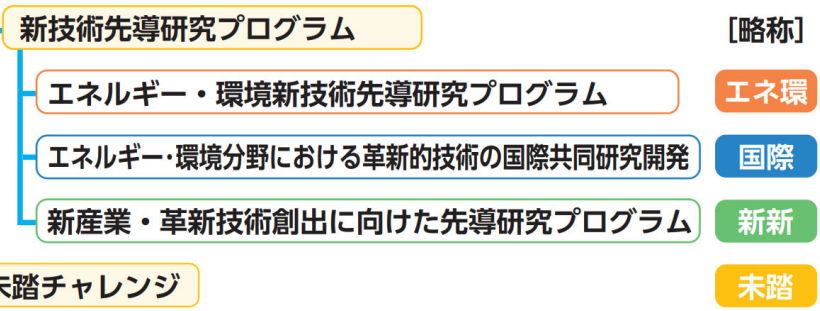 新技術先導研究プログラム [略称]
エネルギー・環境新技術先導研究プログラム エネ環
エネルギー・環境分野における革新的技術の国際共同研究開発 国際
新産業・革新技術創出に向けた先導研究プログラム 新新
未踏チャレンジ 未踏